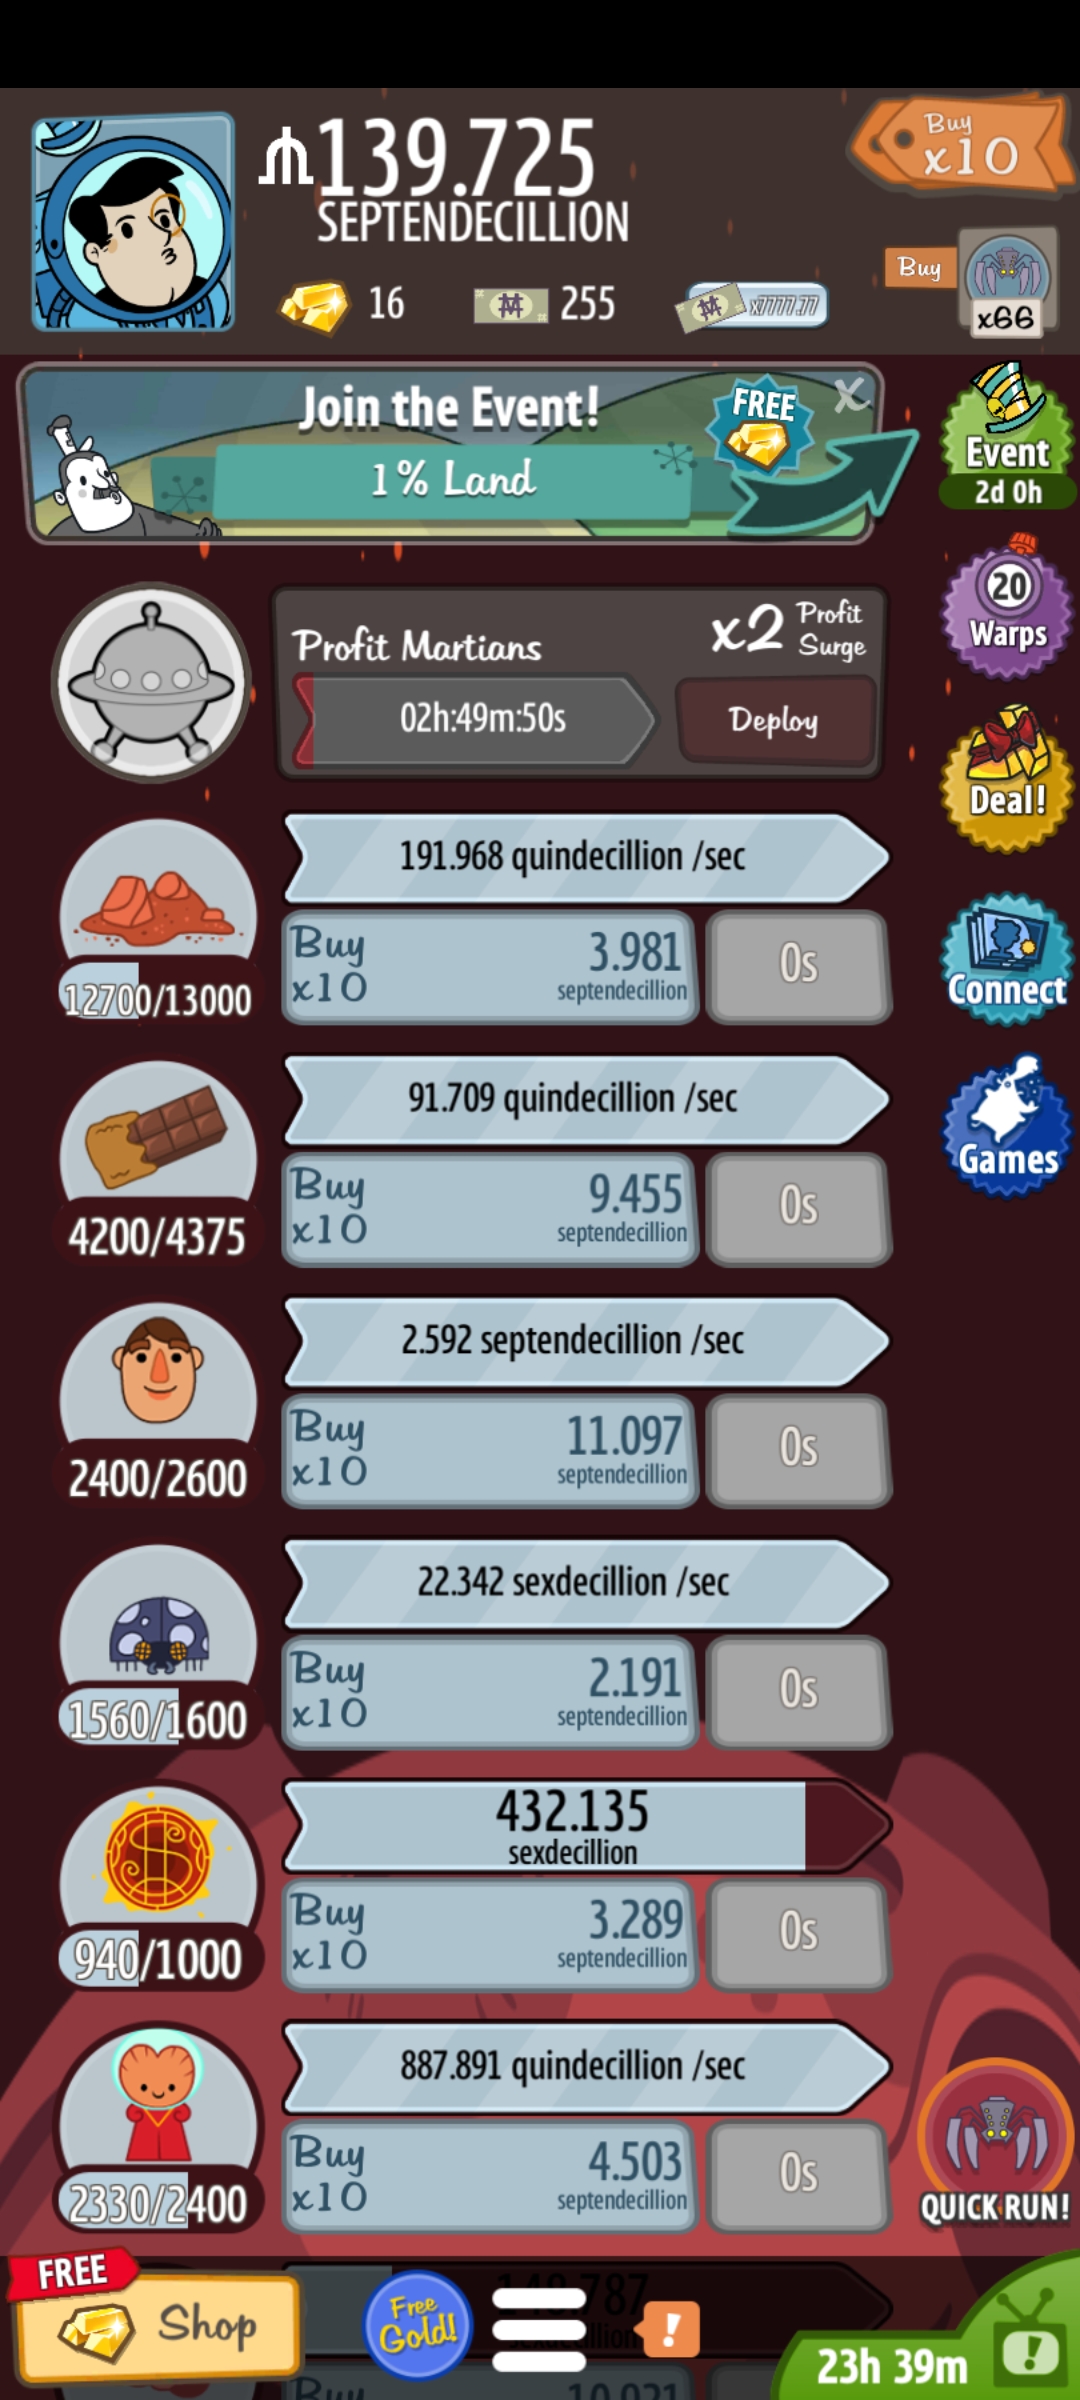 139.725
SEPTENDECILLION
Buy
x10
16
255
x7777.77
Buy
x66
Join the Event!
1% Land
FREE
X
Event
2d 0h
20
Warps
Profit Martians
x2 Profit Surge
02h:49m:50s
Deploy
Deal!
191.968 quindecillion /sec
12700/13000
Buy x10
3.981
septendecillion
0s
Connect
91.709 quindecillion /sec
4200/4375
Buy x10
9.455
septendecillion
0s
Games
2.592 septendecillion /sec
2400/2600
Buy x10
11.097
septendecillion
0s
22.342 sexdecillion /sec
1560/1600
Buy x10
2.191
septendecillion
0s
432.135
sexdecillion
940/1000
Buy x10
3.289
septendecillion
0s
887.891 quindecillion /sec
2330/2400
Buy x10
4.503
septendecillion
0s
QUICK RUN!
FREE
Shop
Free
Gold!
!
23h 39m
!
Buy